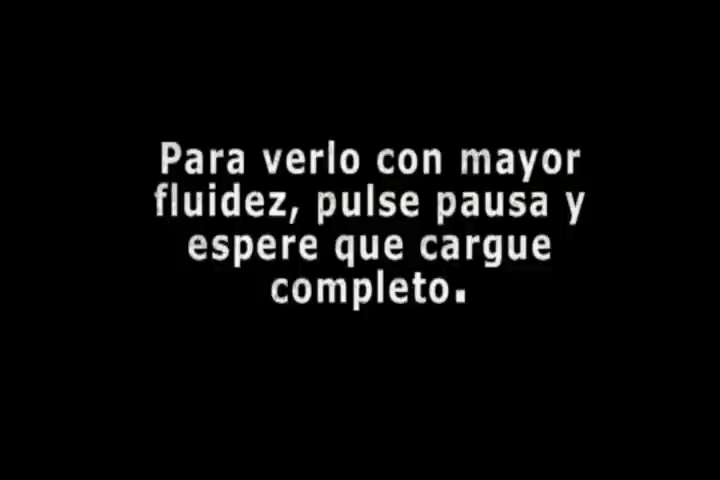 Para verlo con mayor
fluidez, pulse pausa y
espere que cargue
completo.